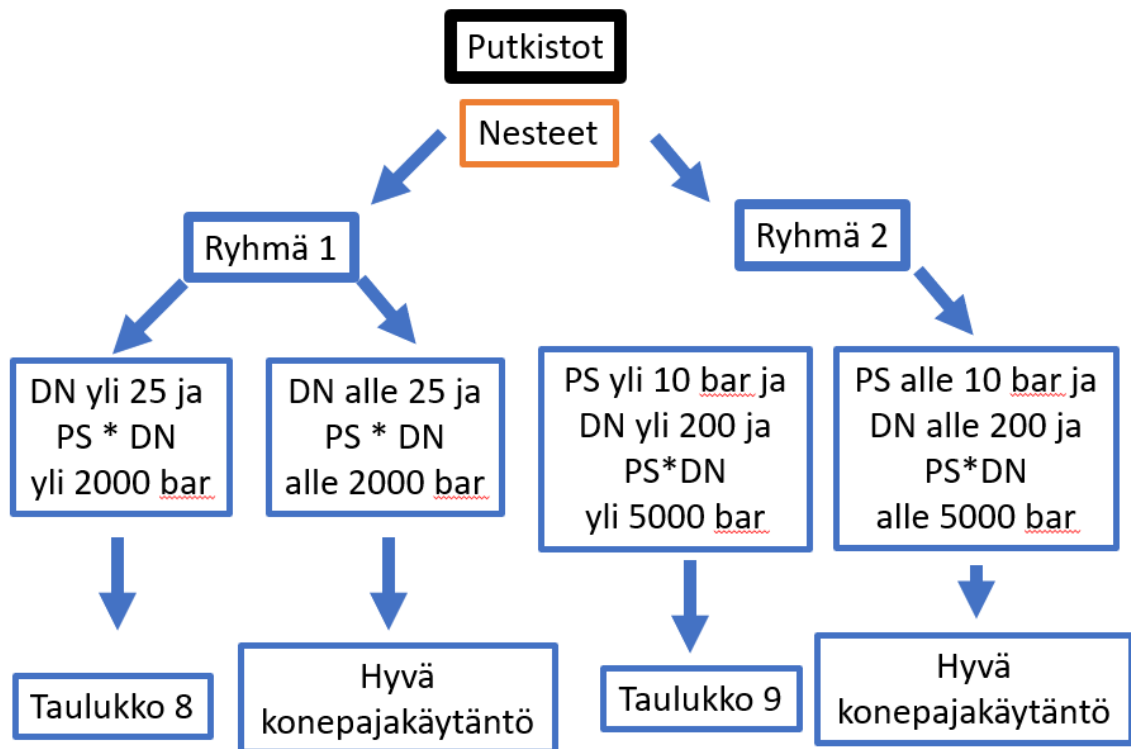 Putkistot
Nesteet
Ryhmä 1
Ryhmä 2
DN yli 25 ja
PS * DN
yli 2000 bar
DN alle 25 ja
PS * DN
alle 2000 bar
PS yli 10 bar ja
DN yli 200 ja
PS*DN
yli 5000 bar
PS alle 10 bar ja
DN alle 200 ja
PS*DN
alle 5000 bar
Taulukko 8
Hyvä
konepajakäytäntö
Taulukko 9
Hyvä
konepajakäytäntö